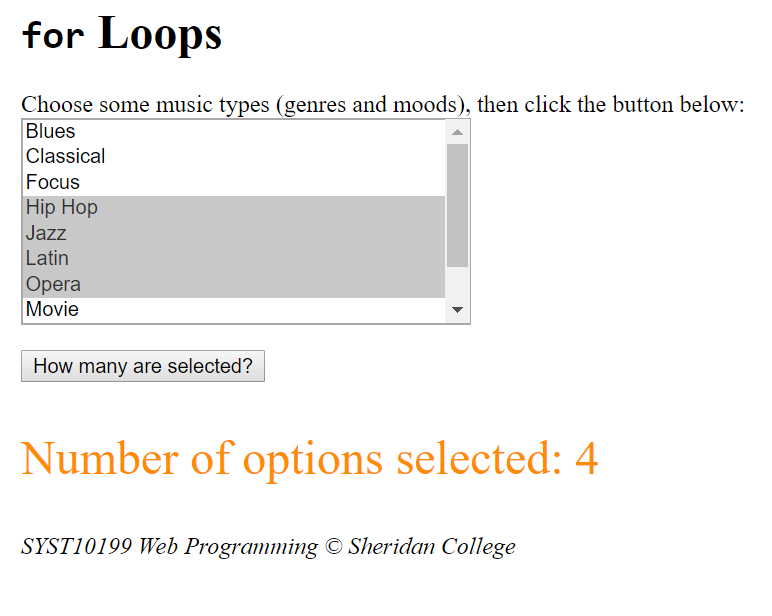 for Loops
Choose some music types (genres and moods), then click the button below:
Blues
Classical
Focus
Hip Hop
Jazz
Latin
Opera
Movie
How many are selected?
Number of options selected: 4
SYST10199 Web Programming © Sheridan College